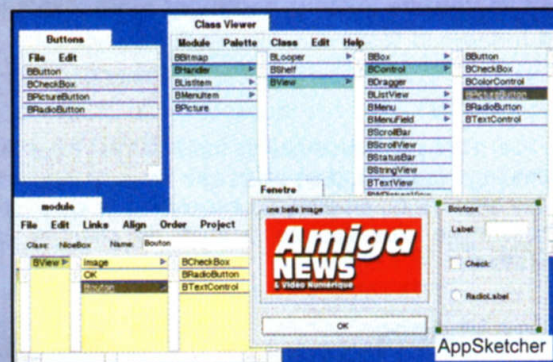 Class Viewer
Module Palette Class Edit Help
BBitmap
BHandler
BListItem
BMenuItem
BPicture
BLooper
BShelf
BView
BBox
BControl
BDragger
BListView
BMenu
BMenuField
BScrollBar
BScrollView
BStatusBar
BStringView
BTextView
BButton
BCheckBox
BColorControl
BPictureButton
BRadioButton
BTextControl
Buttons
File Edit
BButton
BCheckBox
BPictureButton
BRadioButton
module
File Edit Links Align Order Project
Class: NiceBox Name: Bouton
BView
image
OK
Bouton
BCheckBox
BRadioButton
BTextControl
Fenetre
une belle image
Amiga
NEWS
& Vidéo Numérique
OK
Boutons
Label:
Check:
RadioLabel
AppSketcher